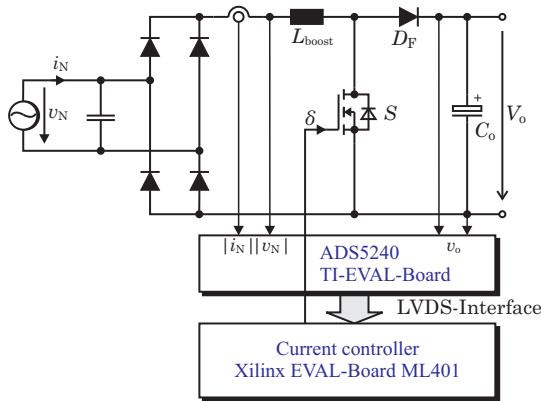 L_boost
D_F
i_N
v_N
δ
S
+
C_o
V_o
|i_N||v_N|
v_o
ADS5240
TI-EVAL-Board
LVDS-Interface
Current controller
Xilinx EVAL-Board ML401